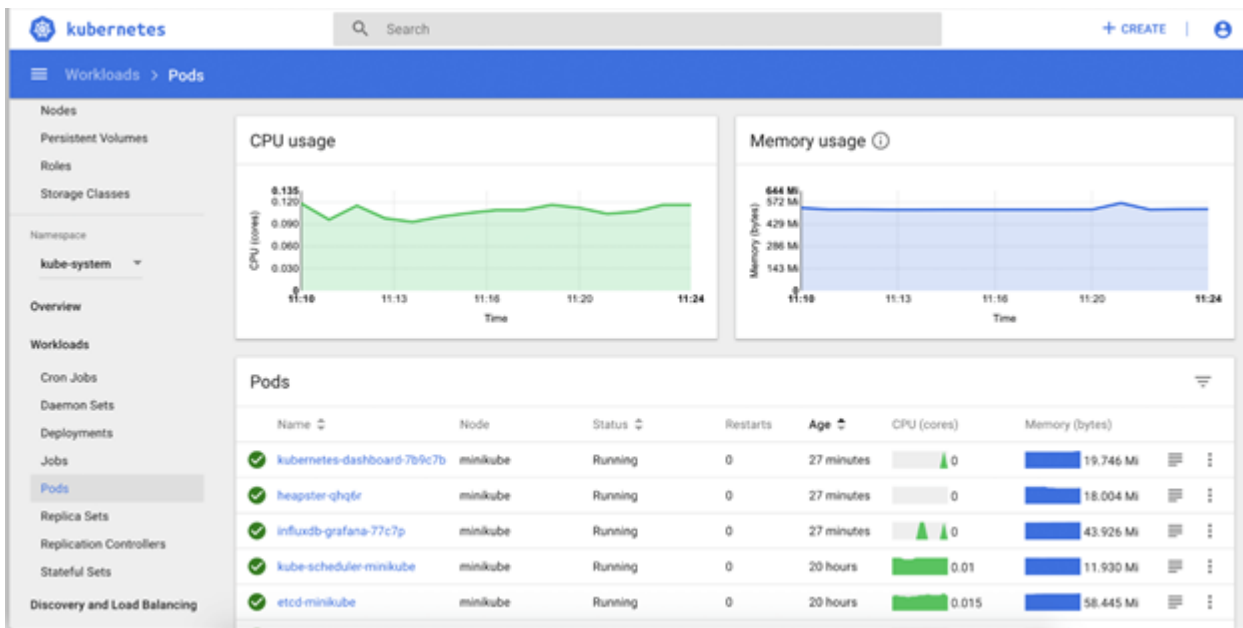 kubernetes
Search
+ CREATE
Workloads > Pods
Nodes
Persistent Volumes
Roles
Storage Classes
Namespace
kube-system
Overview
Workloads
Cron Jobs
Daemon Sets
Deployments
Jobs
Pods
Replica Sets
Replication Controllers
Stateful Sets
Discovery and Load Balancing
CPU usage
CPU (cores)
0.135
0.120
0.090
0.060
0.030
0
11:10 11:13 11:16 11:20 11:24
Time
Memory usage
Memory (bytes)
644 Mi
572 Mi
429 Mi
286 Mi
143 Mi
0
11:10 11:13 11:16 11:20 11:24
Time
Pods
Name Node Status Restarts Age CPU (cores) Memory (bytes)
kubernetes-dashboard-7b9c7b minikube Running 0 27 minutes 0 19.746 Mi
heapster-qhq6r minikube Running 0 27 minutes 0 18.004 Mi
influxdb-grafana-77c7p minikube Running 0 27 minutes 0 43.926 Mi
kube-scheduler-minikube minikube Running 0 20 hours 0.01 11.930 Mi
etcd-minikube minikube Running 0 20 hours 0.015 58.445 Mi